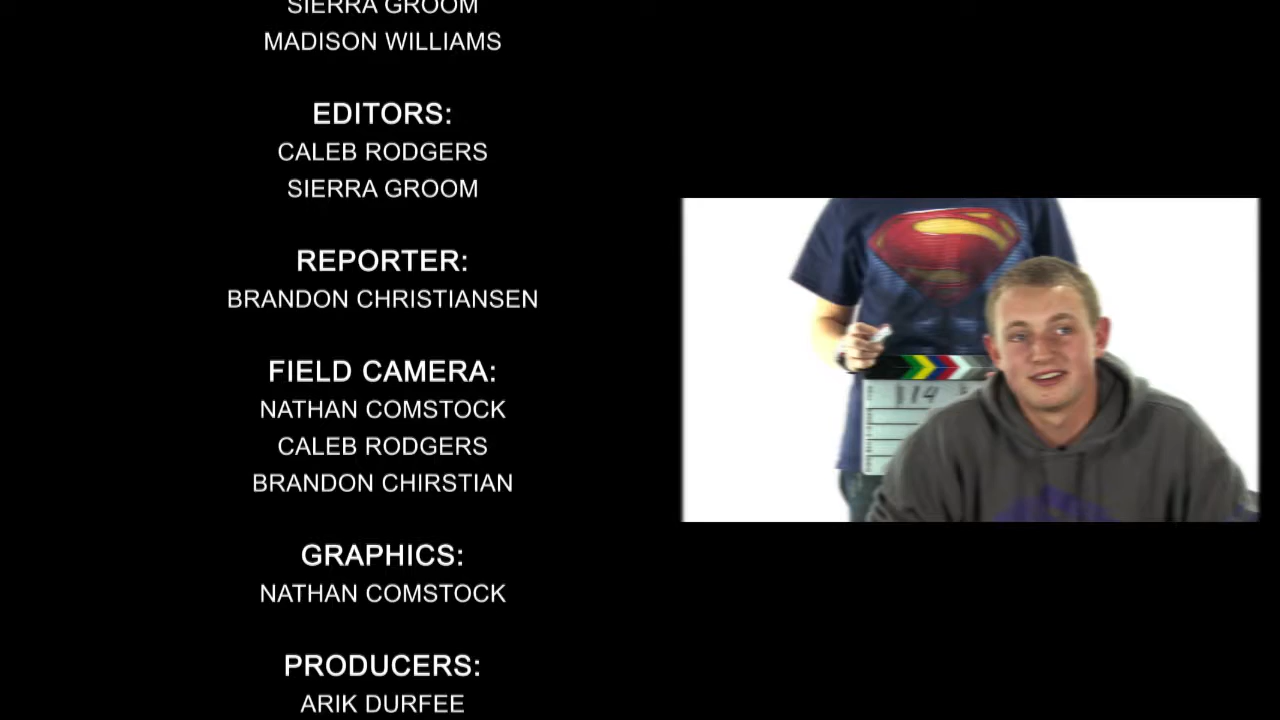 SIERRA GROOM
MADISON WILLIAMS
EDITORS:
CALEB RODGERS
SIERRA GROOM
REPORTER:
BRANDON CHRISTIANSEN
FIELD CAMERA:
NATHAN COMSTOCK
CALEB RODGERS
BRANDON CHIRSTIAN
GRAPHICS:
NATHAN COMSTOCK
PRODUCERS:
ARIK DURFEE
114